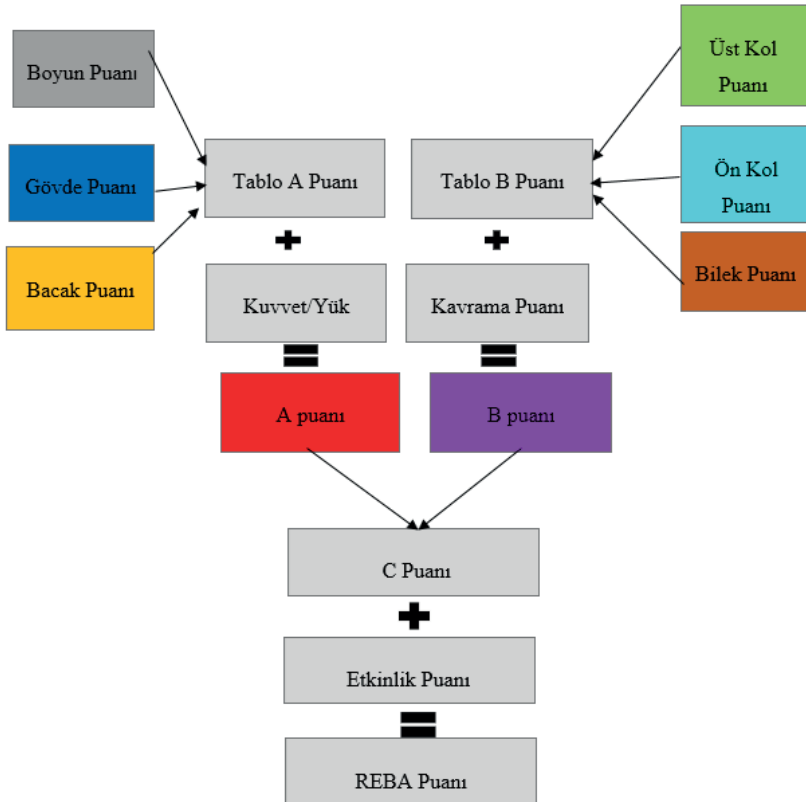 Boyun Puanı
Gövde Puanı
Bacak Puanı
Tablo A Puanı
Kuvvet/Yük
A puanı
Tablo B Puanı
Kavrama Puanı
B puanı
Üst Kol
Puanı
Ön Kol
Puanı
Bilek Puanı
C Puanı
Etkinlik Puanı
REBA Puanı